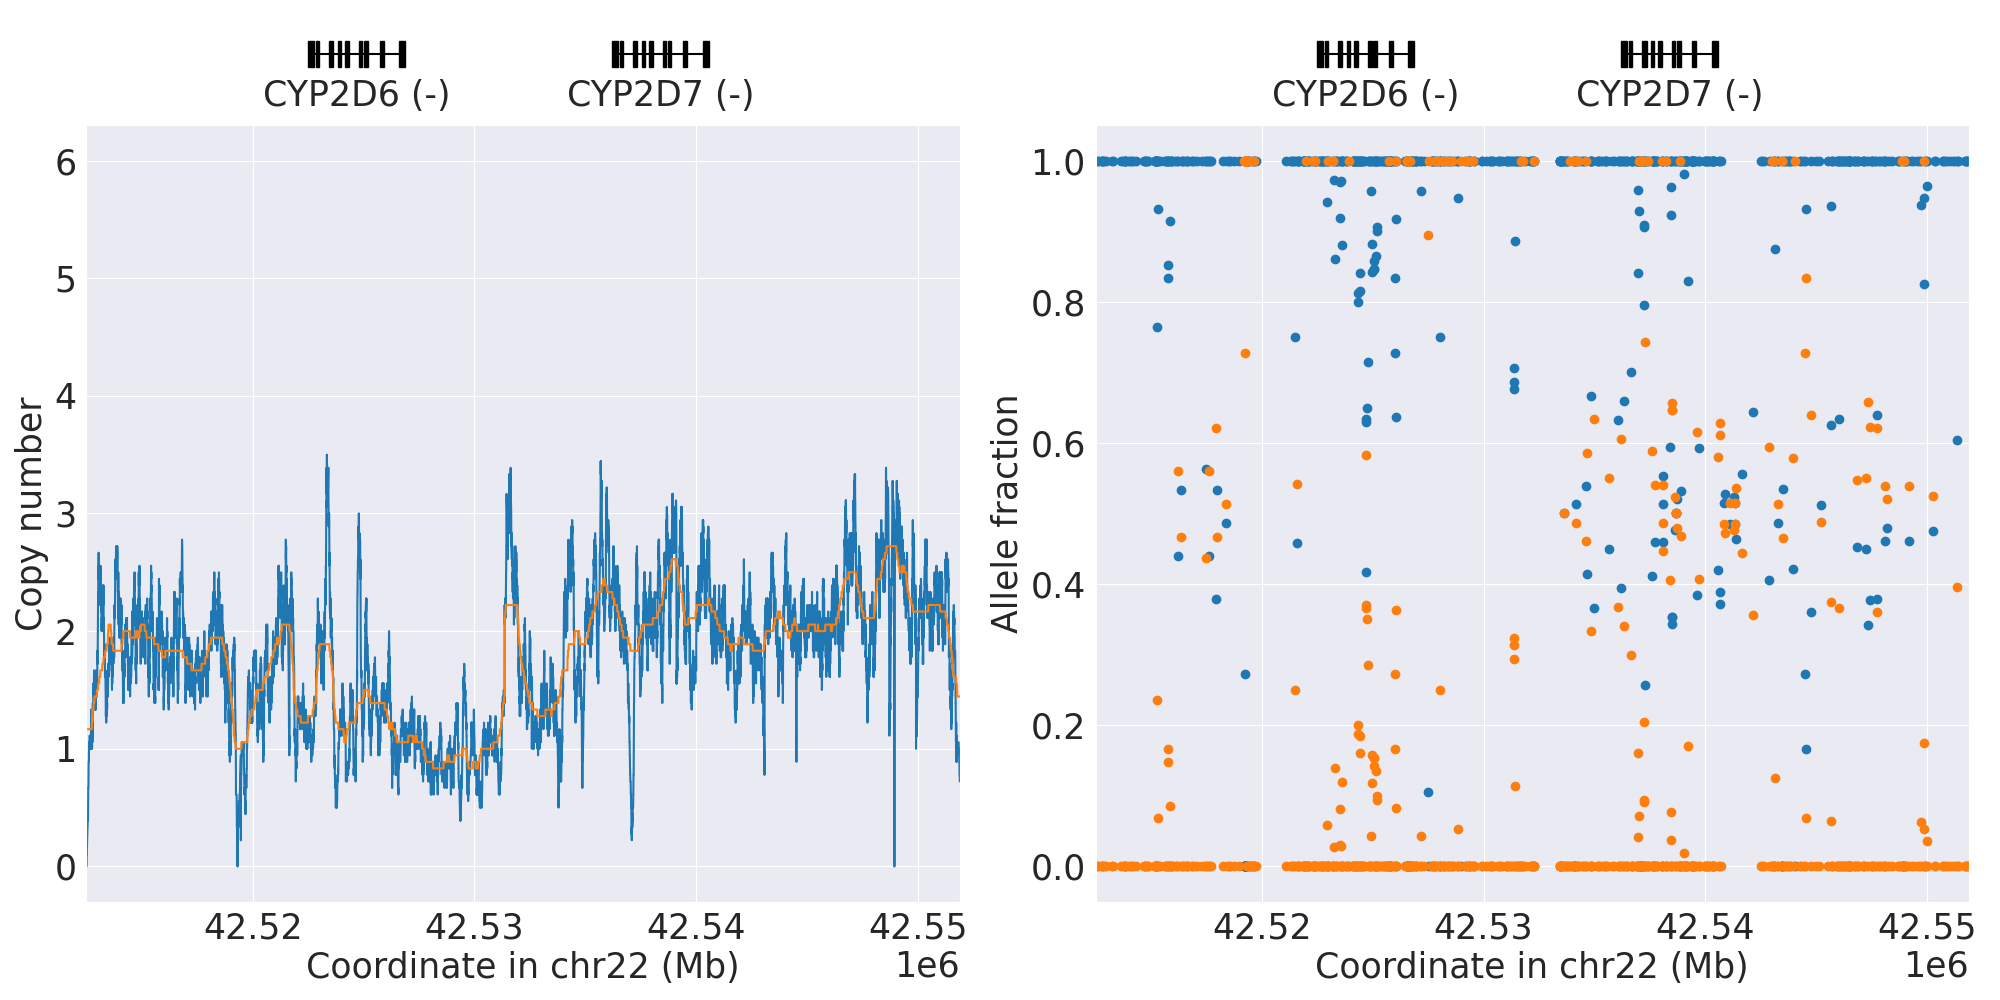 CYP2D6 (-) CYP2D7 (-)
6
5
4
3
2
1
0
Copy number
42.52 42.53 42.54 42.55
Coordinate in chr22 (Mb) 1e6
CYP2D6 (-) CYP2D7 (-)
1.0
0.8
0.6
0.4
0.2
0.0
Allele fraction
42.52 42.53 42.54 42.55
Coordinate in chr22 (Mb) 1e6